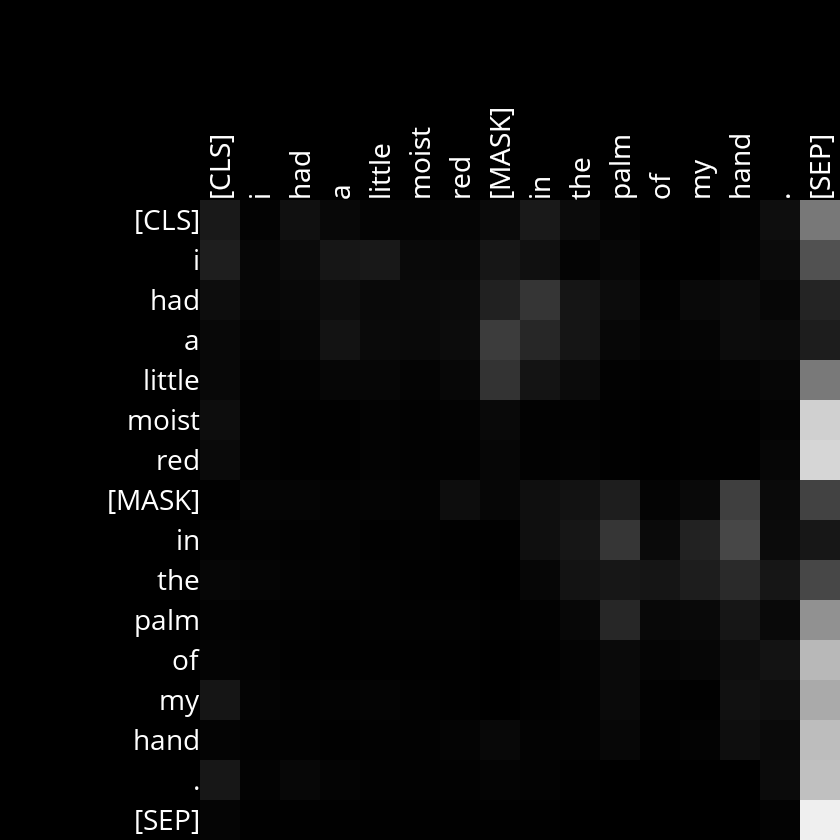 [CLS] i had a little moist red [MASK] in the palm of my hand . [SEP]
[CLS]
i
had
a
little
moist
red
[MASK]
in
the
palm
of
my
hand
.
[SEP]